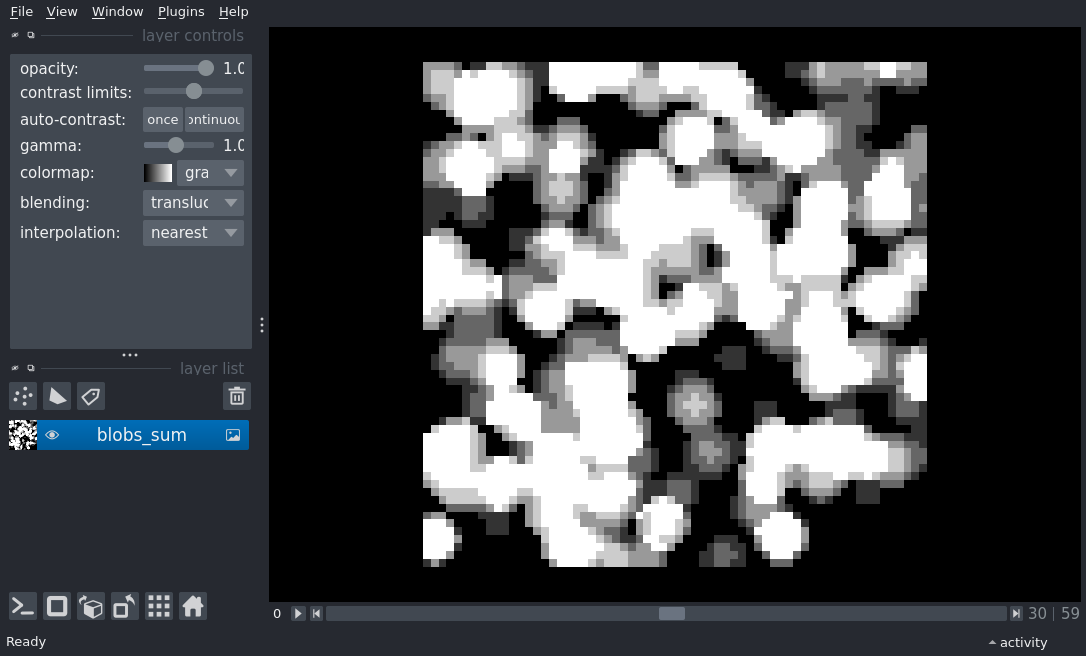 File View Window Plugins Help
layer controls
opacity: 1.0
contrast limits:
auto-contrast: once ontinuou
gamma: 1.0
colormap: gra
blending: transluc
interpolation: nearest
layer list
blobs_sum
0 30 | 59
Ready activity